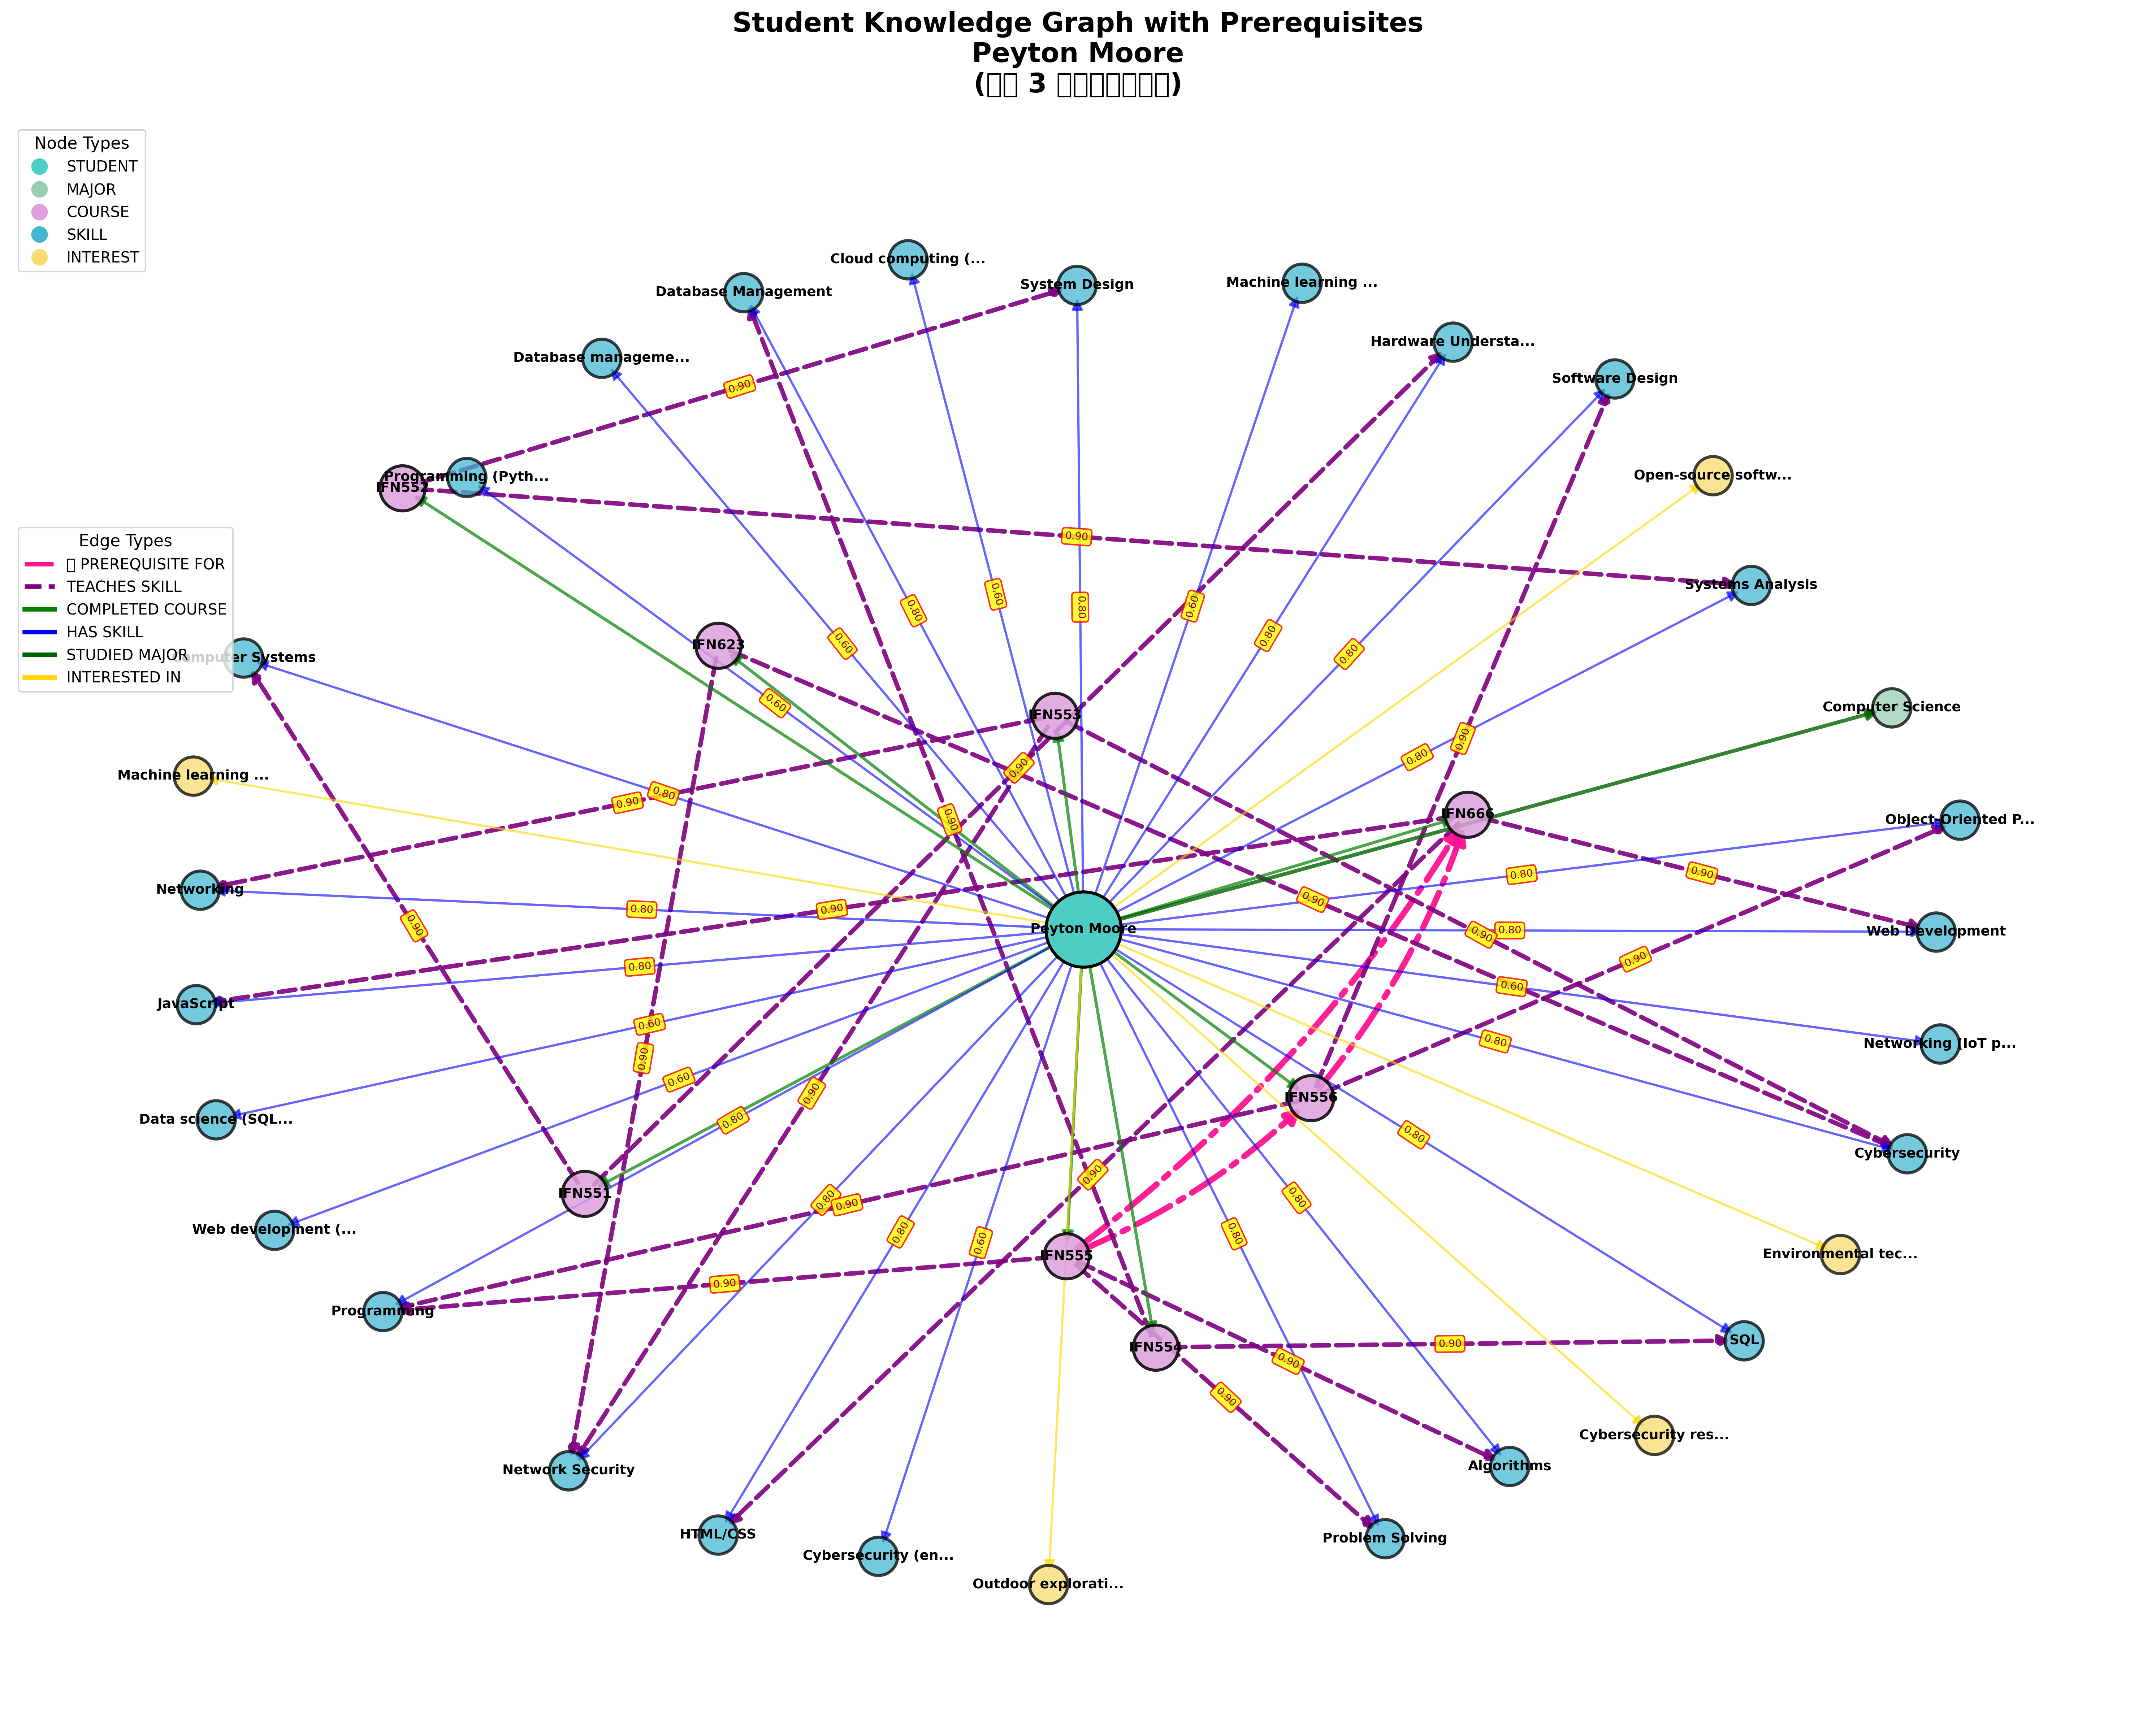 Student Knowledge Graph with Prerequisites
Peyton Moore
(□□ 3 □□□□□□□)
Node Types
STUDENT
MAJOR
COURSE
SKILL
INTEREST
Edge Types
□ PREREQUISITE FOR
TEACHES SKILL
COMPLETED COURSE
HAS SKILL
STUDIED MAJOR
INTERESTED IN
Cloud computing (...
System Design
Machine learning ...
Database Management
Hardware Understa...
Database manageme...
Software Design
0.90
Programming (Pyth...
IFN552
Open-source softw...
0.90
Systems Analysis
0.60
0.80
0.60
0.80
0.60
0.80
0.80
IFN623
Computer Systems
0.60
IFN553
Computer Science
0.90
0.80
0.90
Machine learning ...
0.90
0.80
0.90
IFN666
Object-Oriented P...
0.80
0.90
Networking
0.80
0.90
0.90
0.90
Peyton Moore
0.90
0.80
Web Development
0.80
0.90
0.60
JavaScript
0.60
0.90
0.80
Networking (IoT p...
0.60
0.90
IFN556
Data science (SQL...
0.80
0.80
Cybersecurity
0.90
IFN551
0.80
0.90
0.80
Web development (...
0.80
0.60
0.80
IFN555
Environmental tec...
0.90
Programming
IFN554
0.90
SQL
0.90
0.90
Cybersecurity res...
Network Security
Algorithms
HTML/CSS
Problem Solving
Cybersecurity (en...
Outdoor explorati...